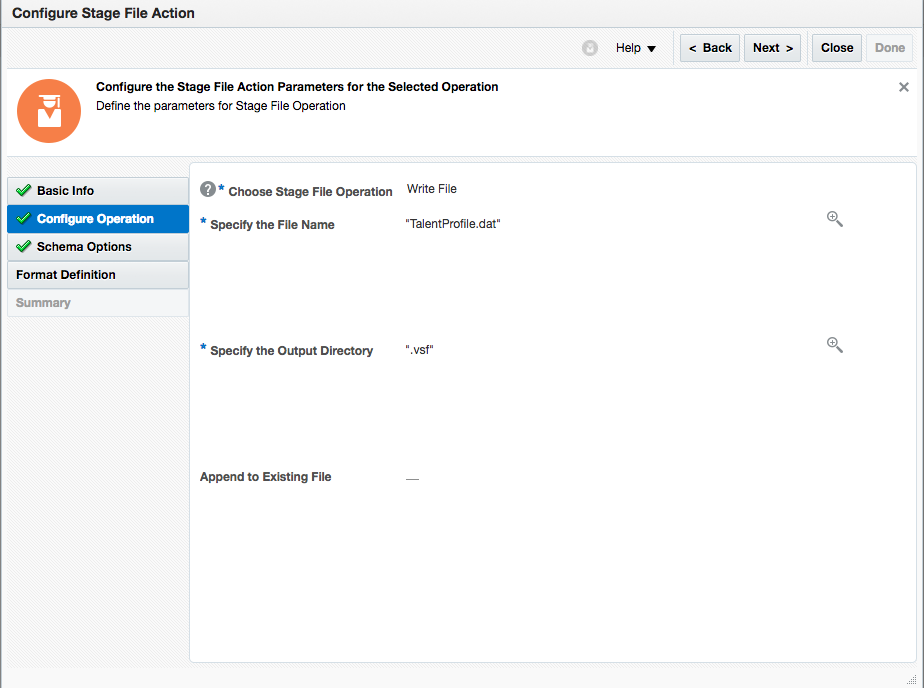 Configure Stage File Action
Help
< Back
Next >
Close
Done
Configure the Stage File Action Parameters for the Selected Operation
Define the parameters for Stage File Operation
Basic Info
Configure Operation
Schema Options
Format Definition
Summary
? * Choose Stage File Operation Write File
* Specify the File Name "TalentProfile.dat"
* Specify the Output Directory ".vsf"
Append to Existing File